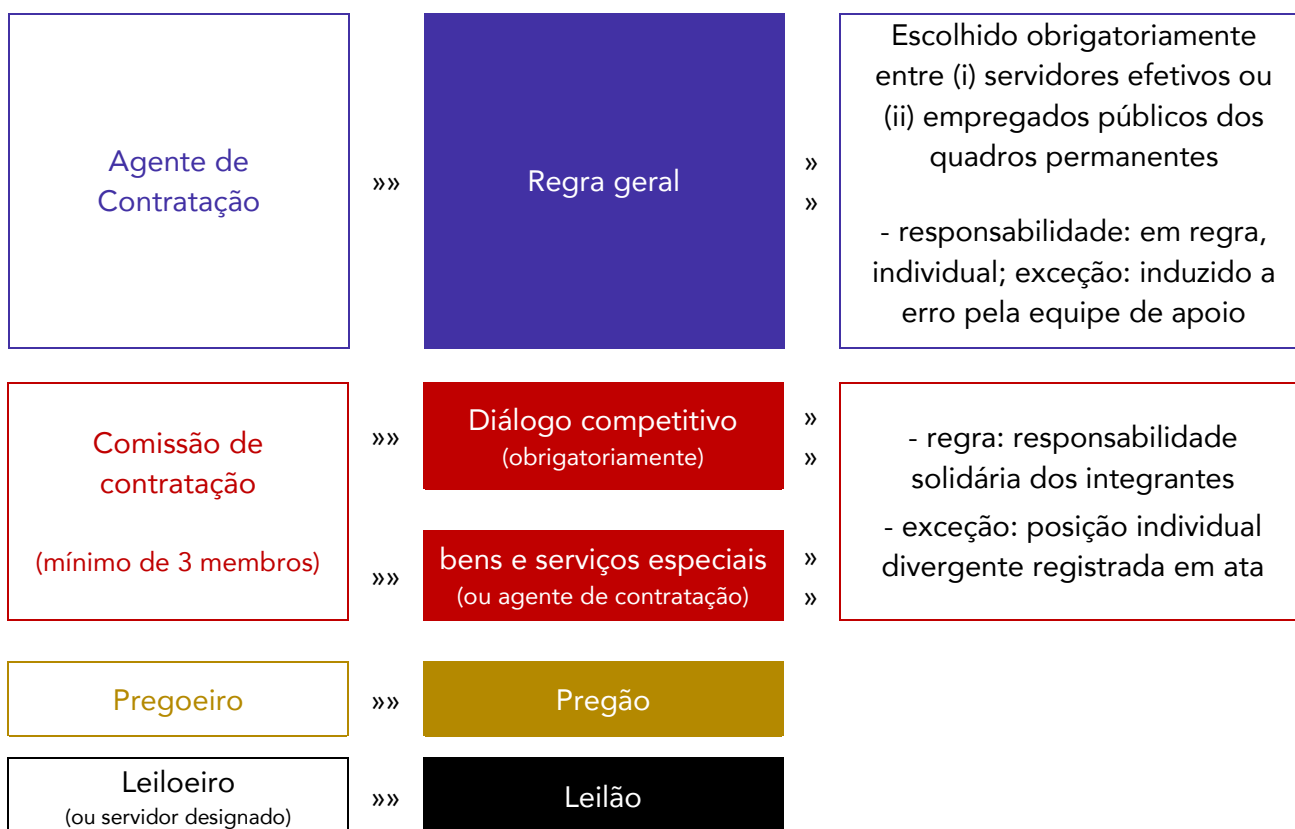 Agente de
Contratação
»»
Regra geral
»
»
Escolhido obrigatoriamente
entre (i) servidores efetivos ou
(ii) empregados públicos dos
quadros permanentes
- responsabilidade: em regra,
individual; exceção: induzido a
erro pela equipe de apoio
Comissão de
contratação
(mínimo de 3 membros)
»»
Diálogo competitivo
(obrigatoriamente)
»
»
»»
bens e serviços especiais
(ou agente de contratação)
»
»
- regra: responsabilidade
solidária dos integrantes
- exceção: posição individual
divergente registrada em ata
Pregoeiro
»»
Pregão
Leiloeiro
(ou servidor designado)
»»
Leilão